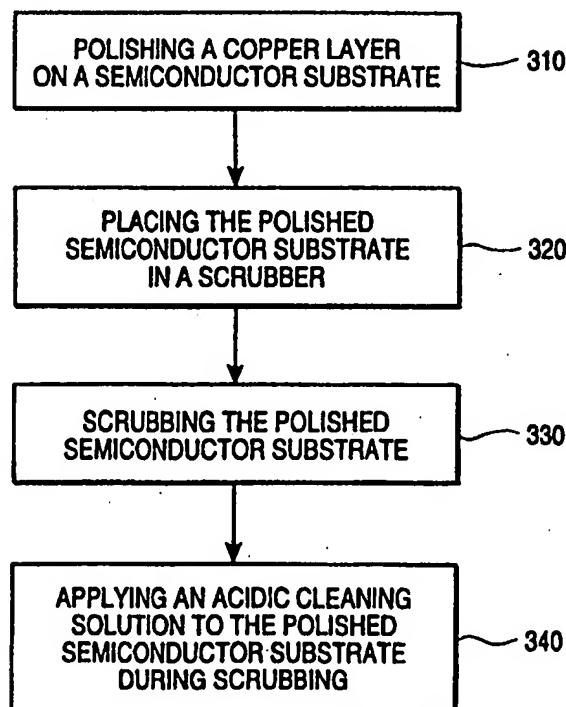 POLISHING A COPPER LAYER
ON A SEMICONDUCTOR SUBSTRATE
310
PLACING THE POLISHED
SEMICONDUCTOR SUBSTRATE
IN A SCRUBBER
320
SCRUBBING THE POLISHED
SEMICONDUCTOR SUBSTRATE
330
APPLYING AN ACIDIC CLEANING
SOLUTION TO THE POLISHED
SEMICONDUCTOR SUBSTRATE
DURING SCRUBBING
340